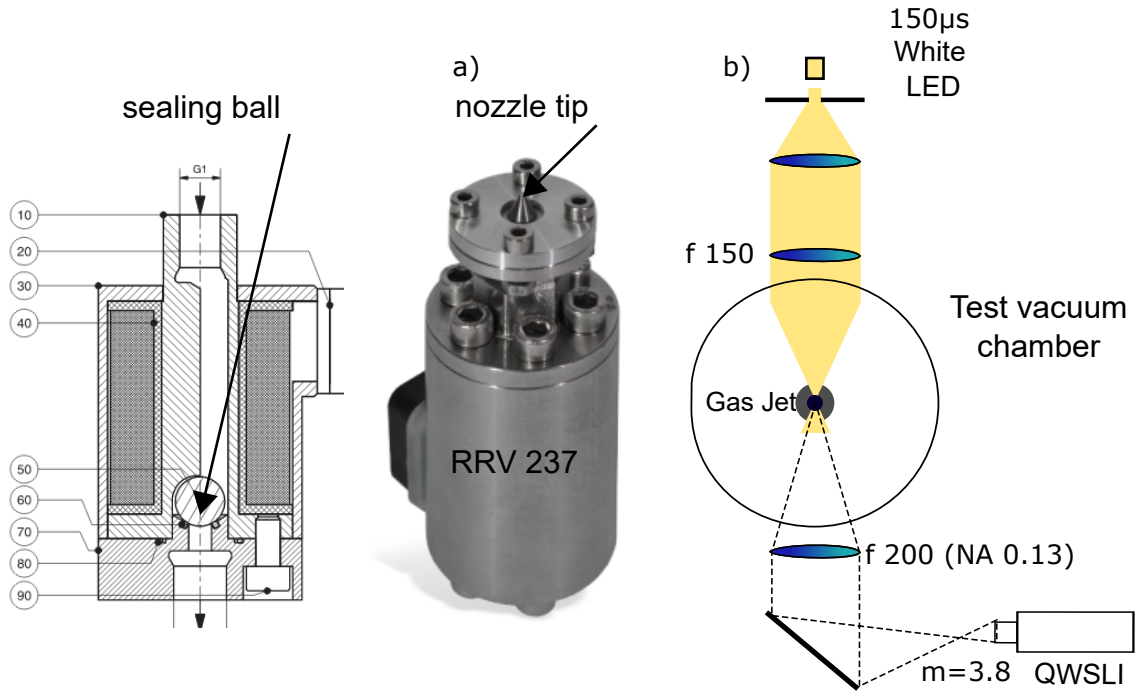 a)
sealing ball
nozzle tip
G1
10
20
30
40
50
60
70
80
90
RRV 237
b)
150µs
White
LED
f 150
Test vacuum
chamber
Gas Jet
f 200 (NA 0.13)
m=3.8
QWSLI